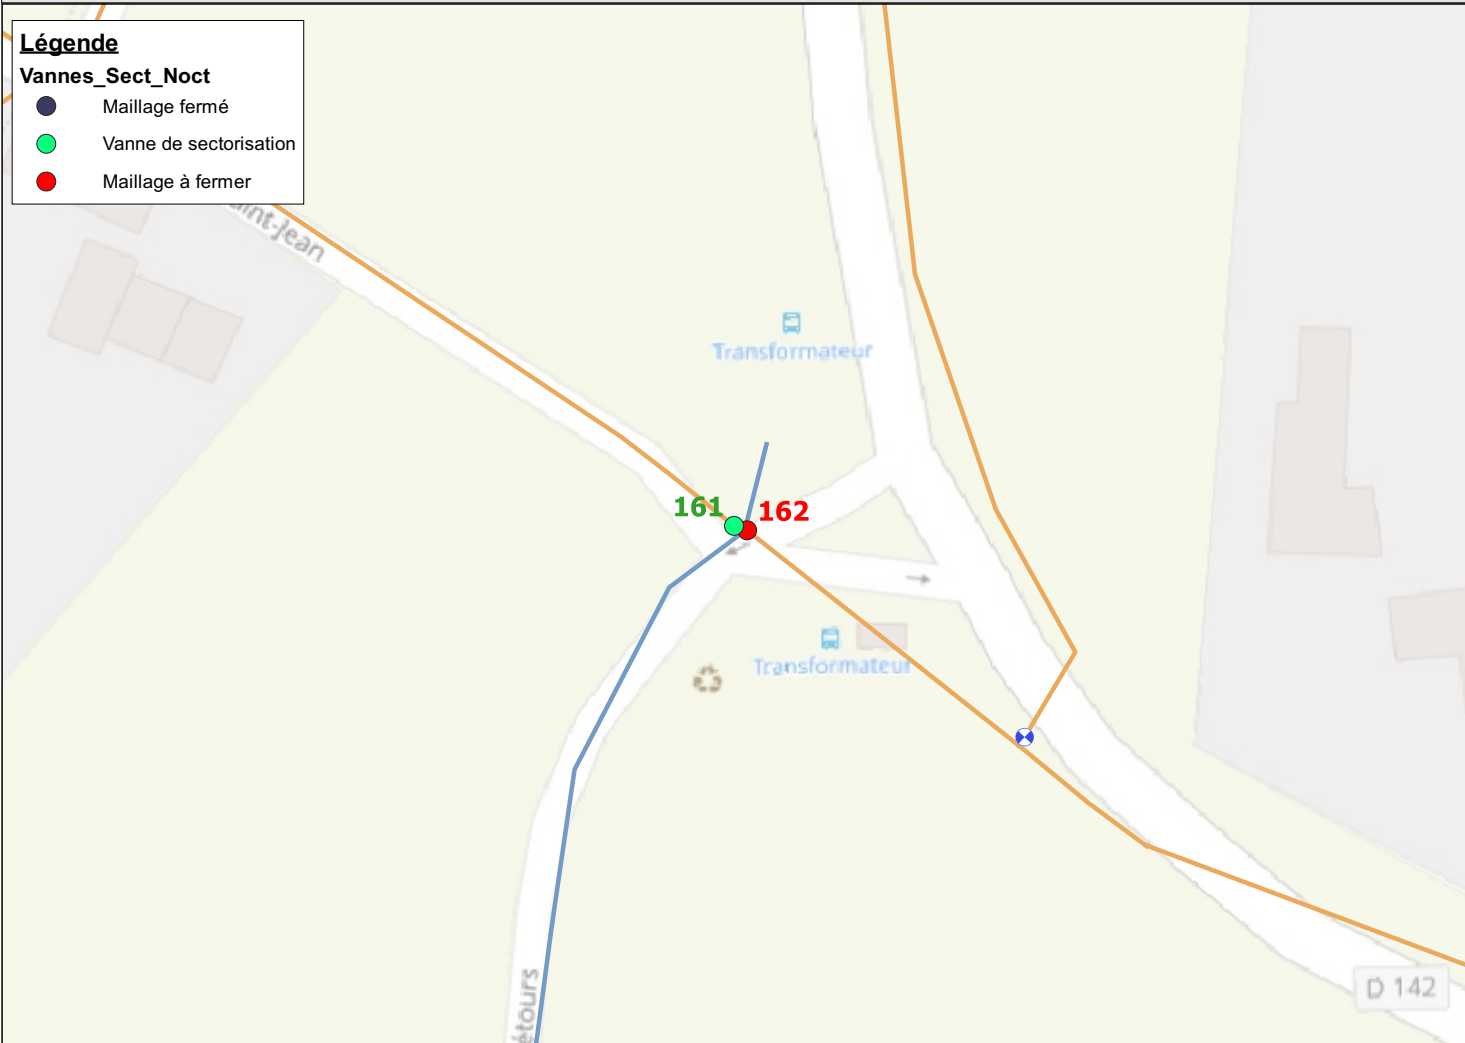 Légende
Vannes_Sect_Noct
Maillage fermé
Vanne de sectorisation
Maillage à fermer
int-Jean
Transformateur
161
162
Transformateur
étours
D 142